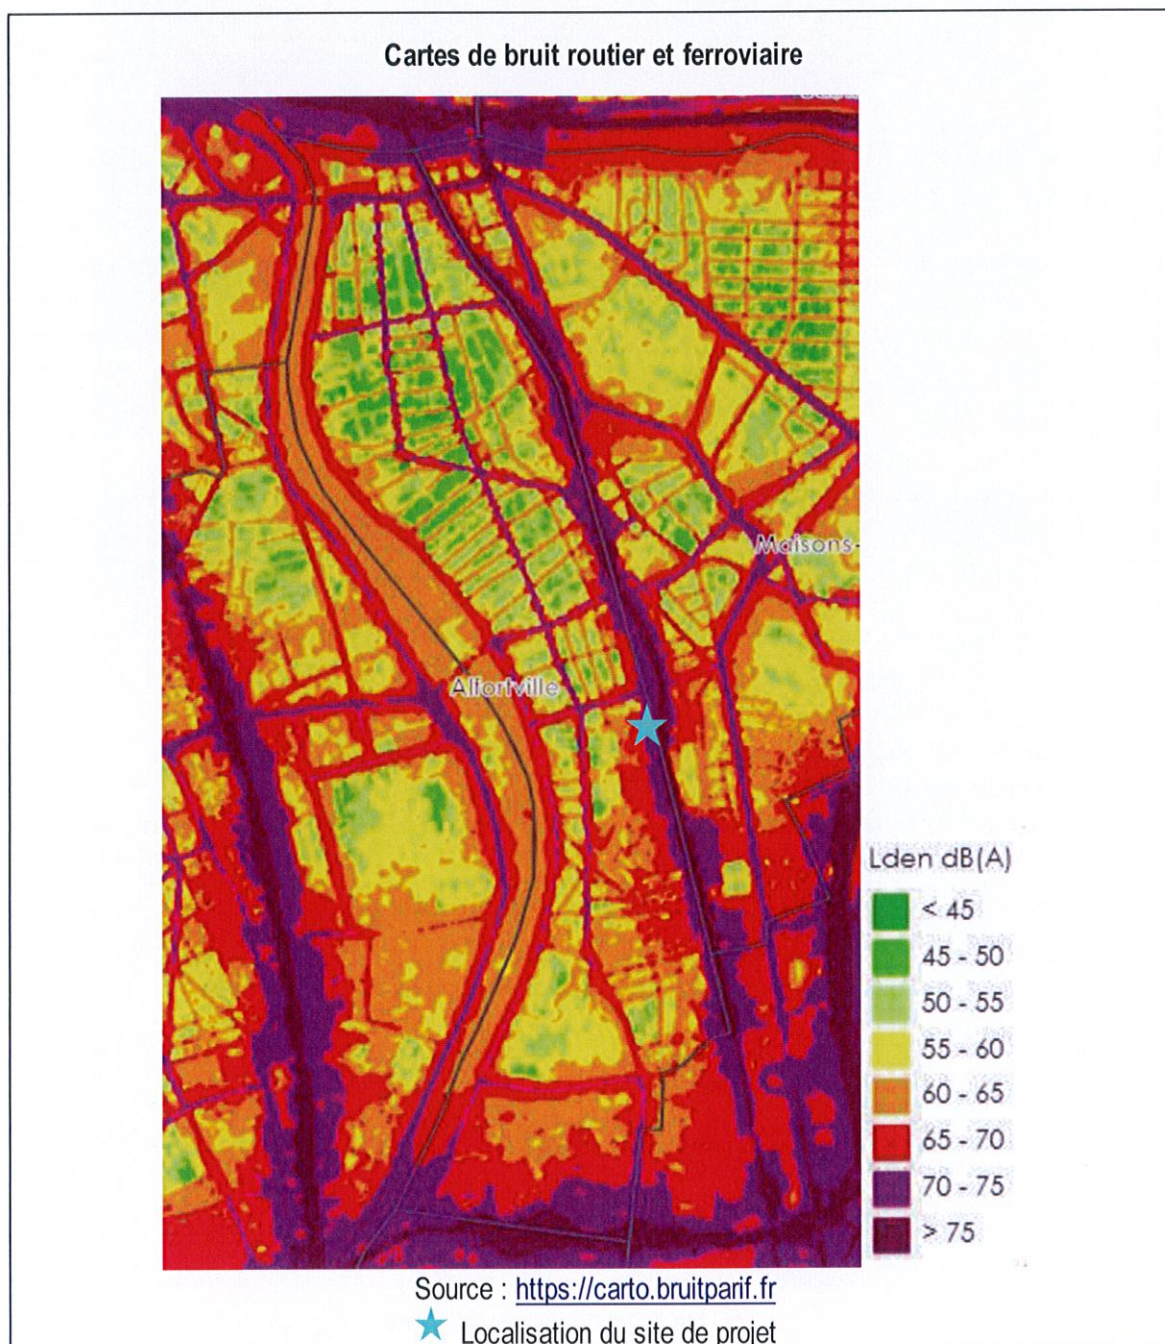 Cartes de bruit routier et ferroviaire
Maisons-
Alfortville
Lden dB(A)
< 45
45 - 50
50 - 55
55 - 60
60 - 65
65 - 70
70 - 75
> 75
Source : https://carto.bruitparif.fr
Localisation du site de projet